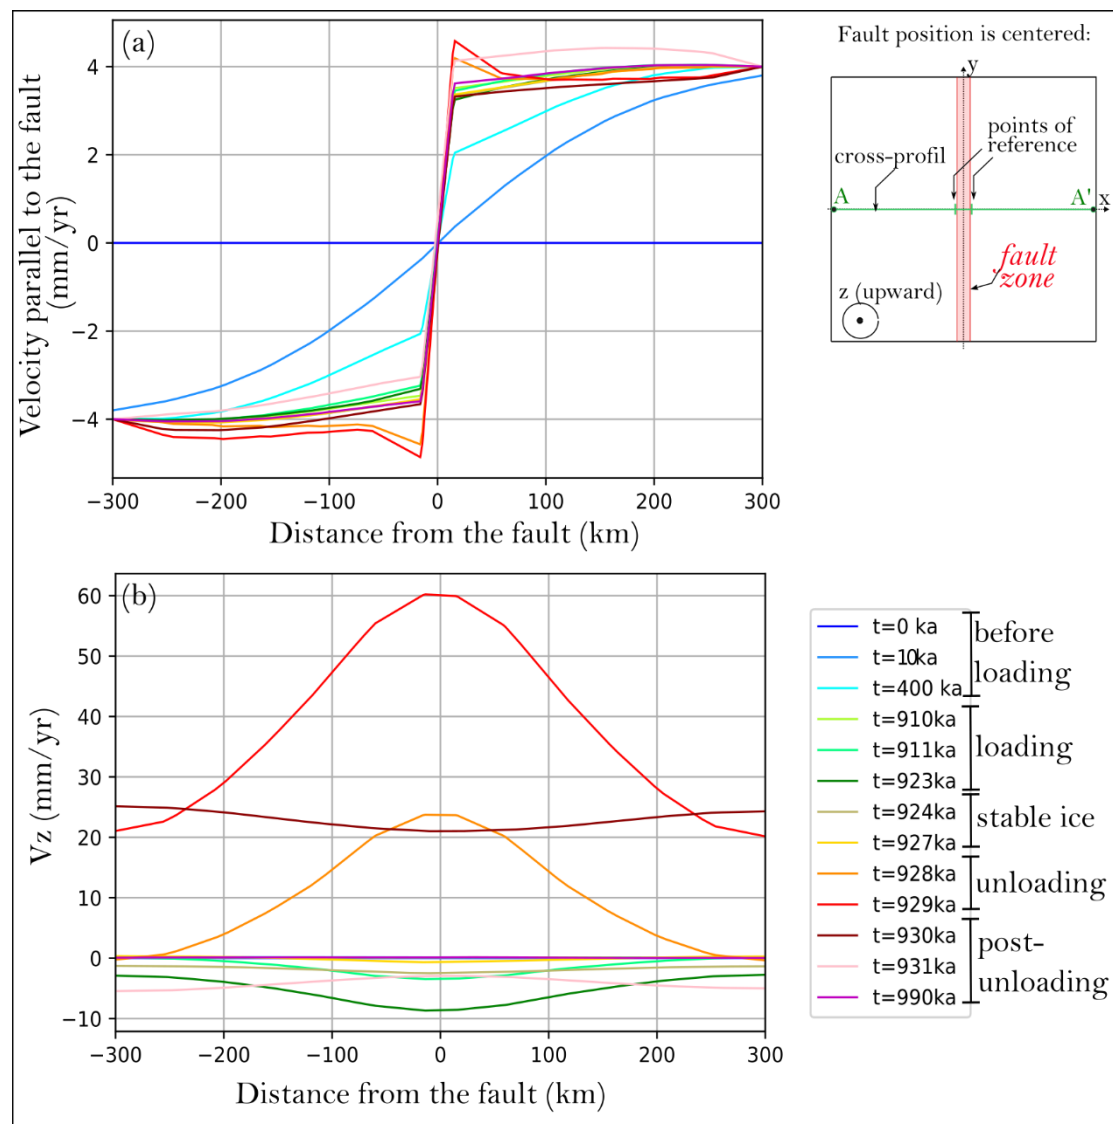 (a)
Velocity parallel to the fault
(mm/yr)
4
2
0
−2
−4
−300
−200
−100
0
100
200
300
Distance from the fault (km)
Fault position is centered:
y
points of
reference
cross-profil
A
A'
x
fault
zone
z (upward)
(b)
Vz (mm/yr)
60
50
40
30
20
10
0
−10
−300
−200
−100
0
100
200
300
Distance from the fault (km)
t=0 ka
t=10ka
t=400 ka
before
loading
t=910ka
t=911ka
t=923ka
loading
t=924ka
t=927ka
stable ice
t=928ka
t=929ka
unloading
t=930ka
t=931ka
t=990ka
post-
unloading